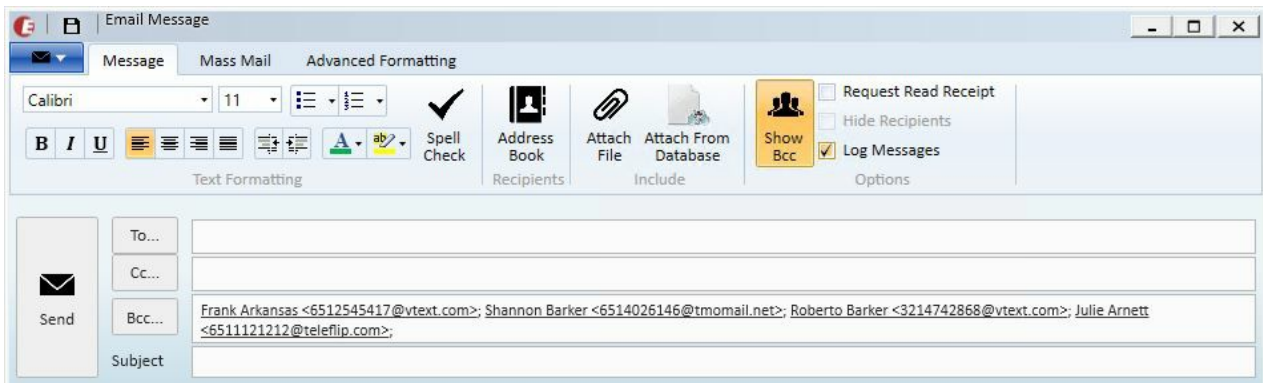 Email Message
Message Mass Mail Advanced Formatting
Calibri 11
B I U A ab
Spell Check
Text Formatting
Address Book
Recipients
Attach File
Attach From Database
Include
Show Bcc
Request Read Receipt
Hide Recipients
Log Messages
Options
Send
To...
Cc...
Bcc...
Frank Arkansas <6512545417@vtext.com>; Shannon Barker <6514026146@tmomail.net>; Roberto Barker <3214742868@vtext.com>; Julie Arnett
<6511121212@teleflip.com>;
Subject